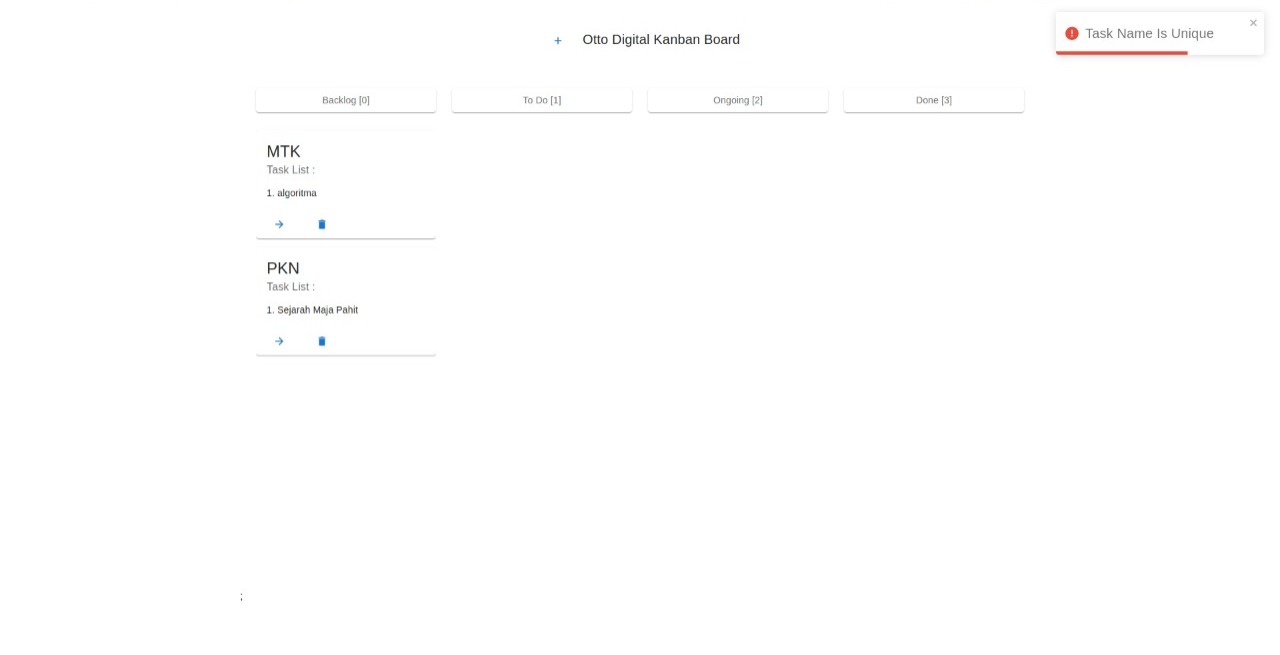 Otto Digital Kanban Board
Task Name Is Unique
Backlog [0]
To Do [1]
Ongoing [2]
Done [3]
MTK
Task List :
1. algoritma
PKN
Task List :
1. Sejarah Maja Pahit
;